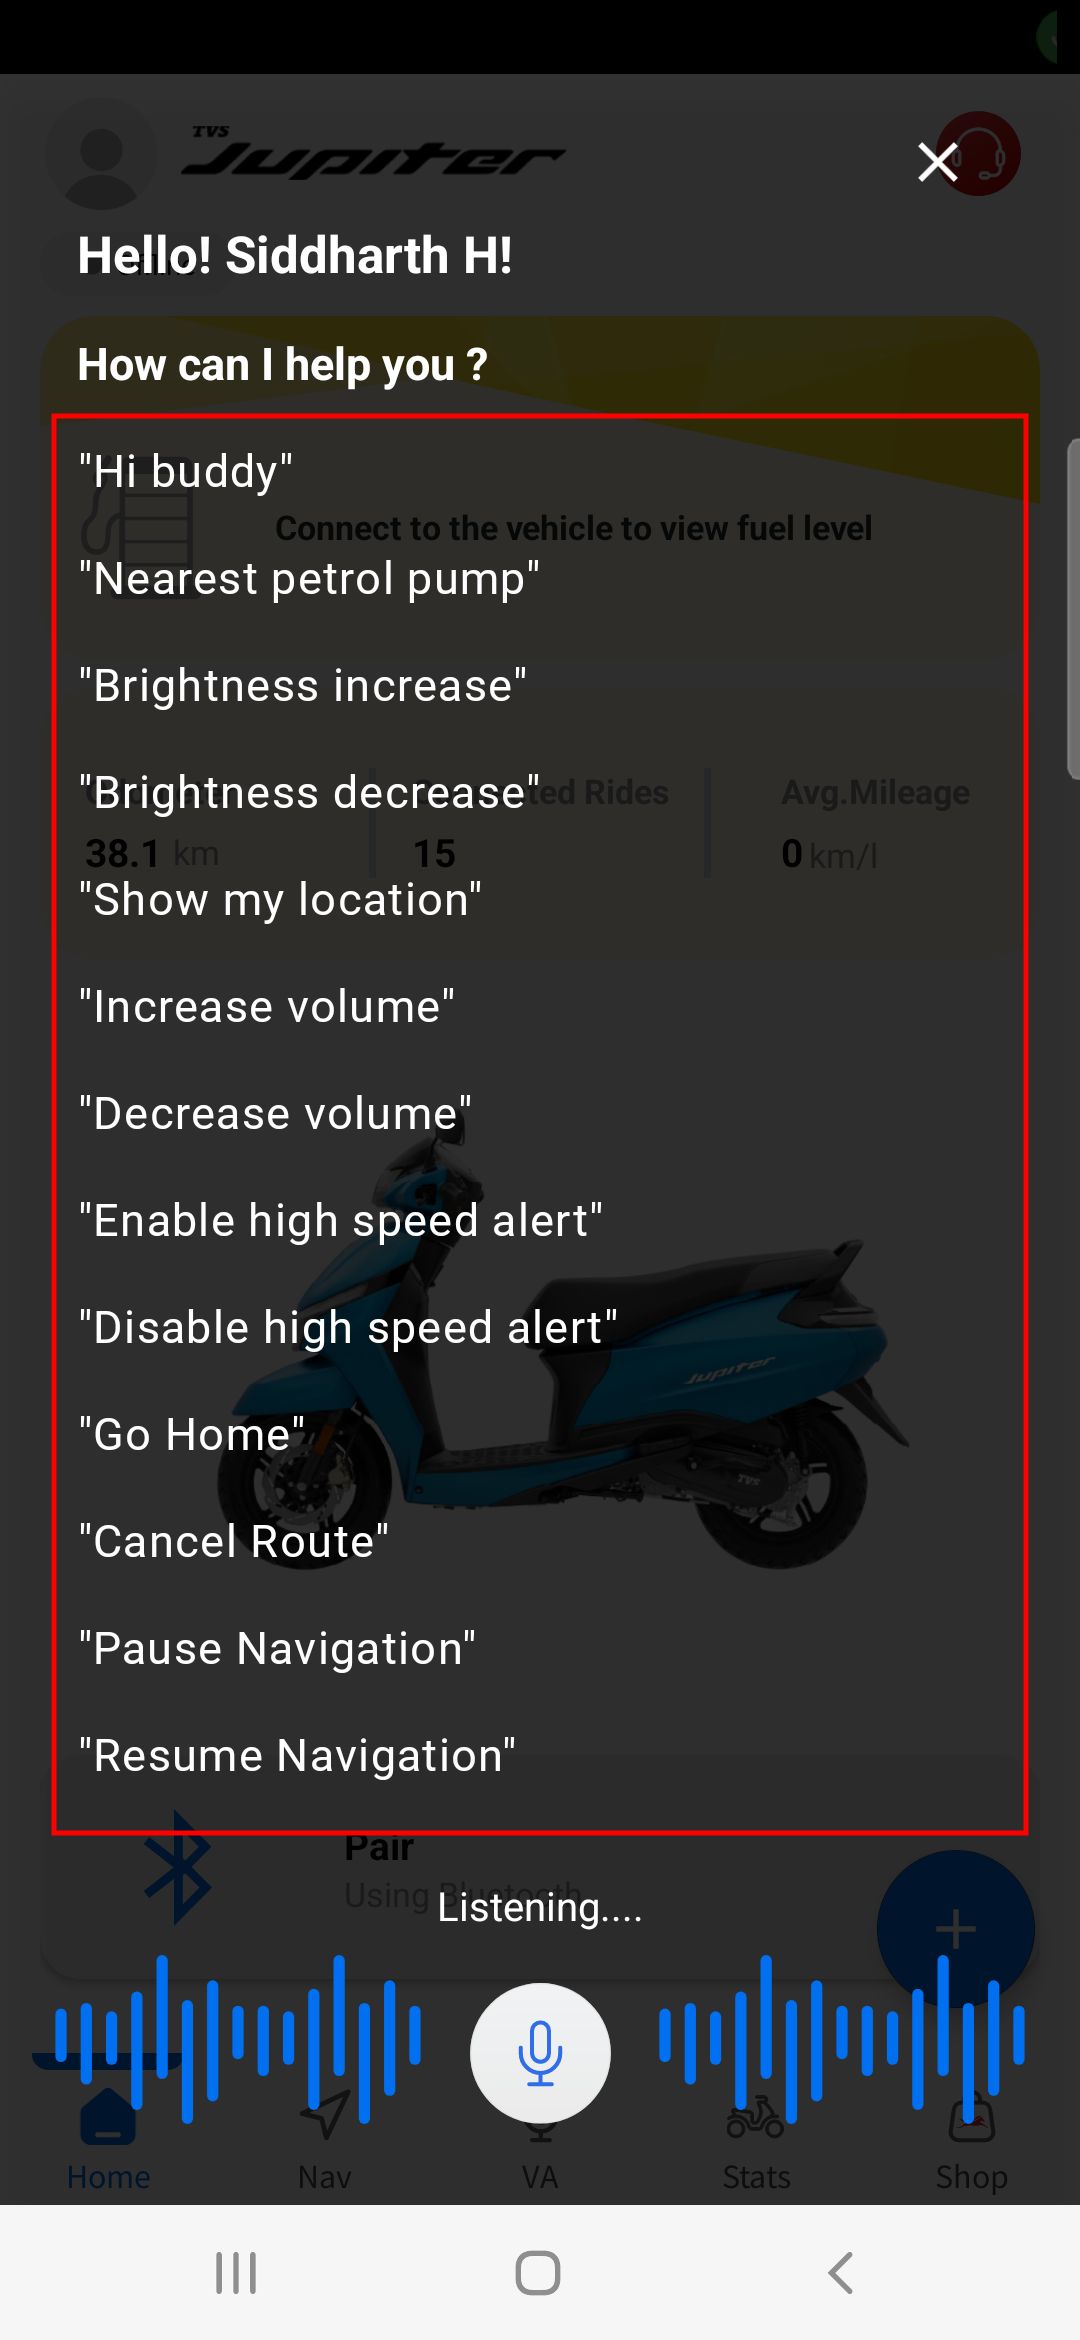 TVS
Jupiter
Hello! Siddharth H!
How can I help you ?
"Hi buddy"
Connect to the vehicle to view fuel level
"Nearest petrol pump"
"Brightness increase"
"Brightness decrease"
Rides
Avg.Mileage
38.1 km
15
0 km/l
"Show my location"
"Increase volume"
"Decrease volume"
"Enable high speed alert"
"Disable high speed alert"
Jupiter
"Go Home"
TVS
"Cancel Route"
"Pause Navigation"
"Resume Navigation"
Pair
Using Bluetooth
Listening....
Home
Nav
VA
Stats
Shop